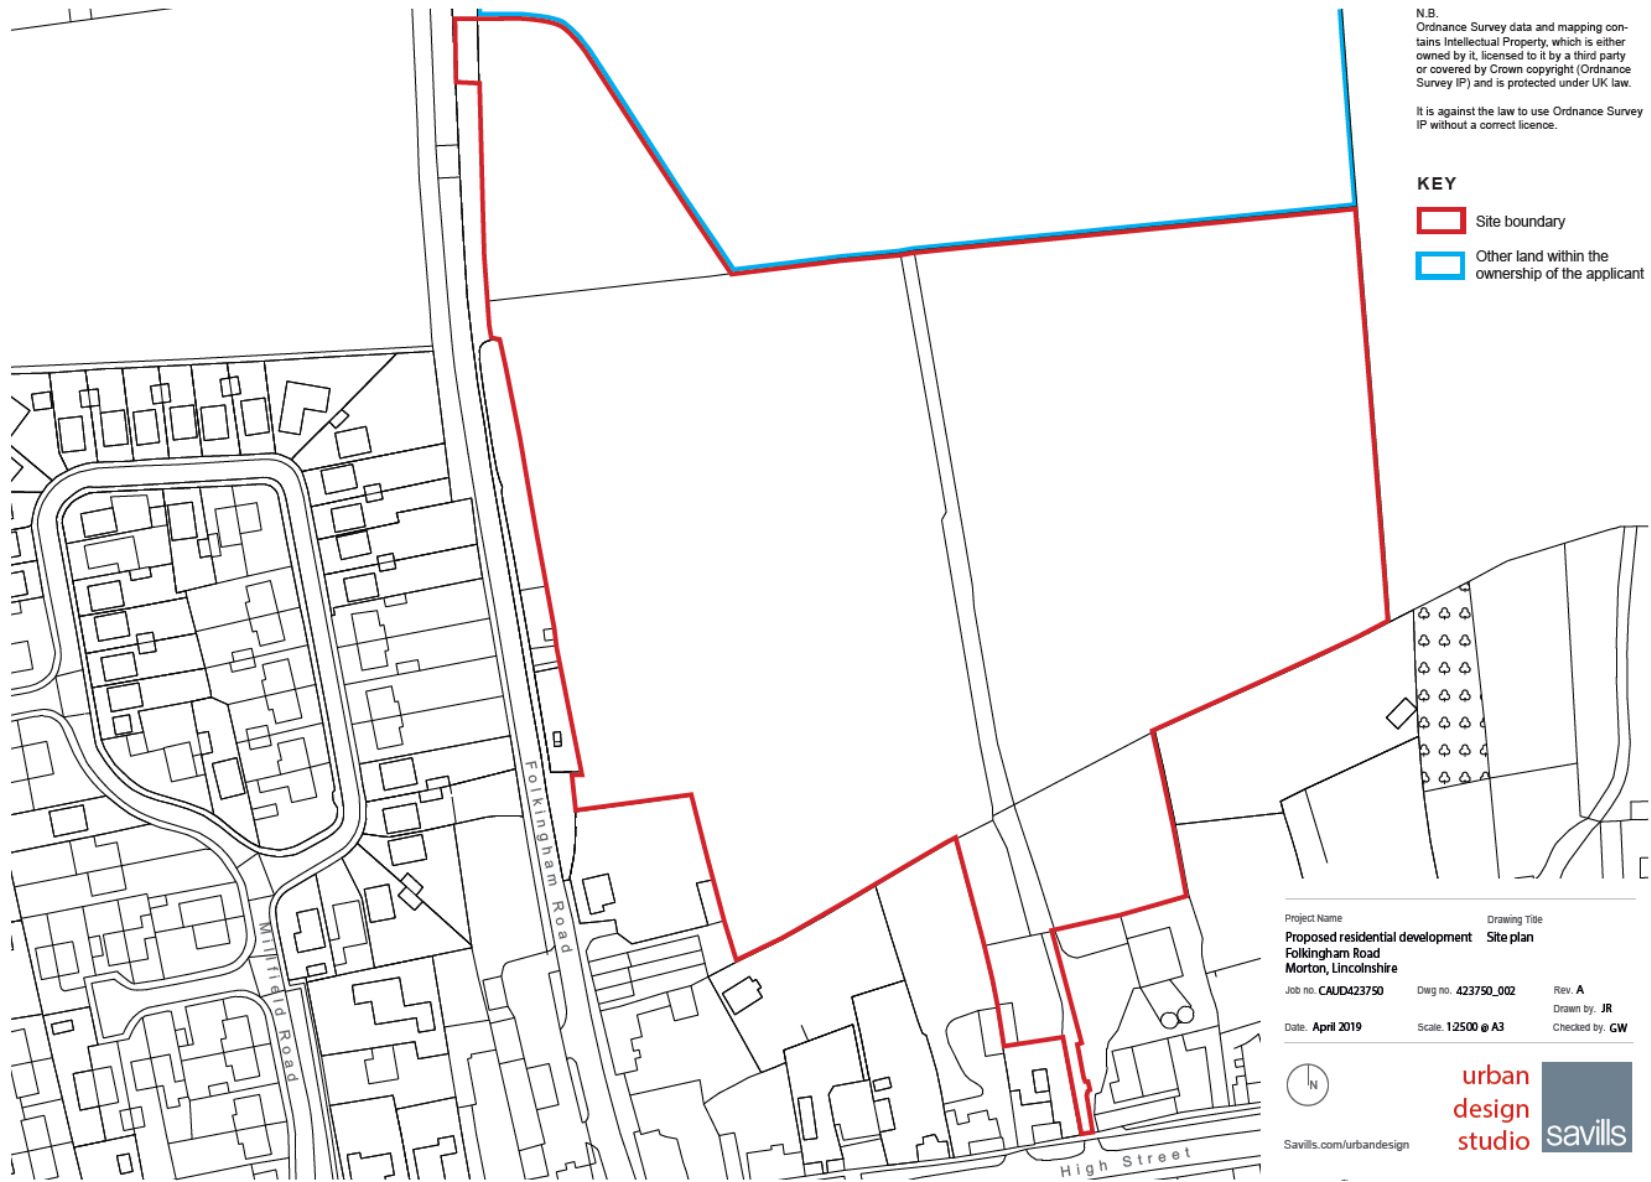 N.B.
Ordnance Survey data and mapping con-
tains Intellectual Property, which is either
owned by it, licensed to it by a third party
or covered by Crown copyright (Ordnance
Survey IP) and is protected under UK law.
It is against the law to use Ordnance Survey
IP without a correct licence.
KEY
Site boundary
Other land within the
ownership of the applicant
Folkingham Road
Millfield Road
High Street
Project Name
Drawing Title
Proposed residential development
Site plan
Folkingham Road
Morton, Lincolnshire
Job no. CAUD423750
Dwg no. 423750_002
Rev. A
Drawn by. JR
Date. April 2019
Scale. 1:2500 @ A3
Checked by. GW
N
urban
design
studio
savills
Savills.com/urbandesign